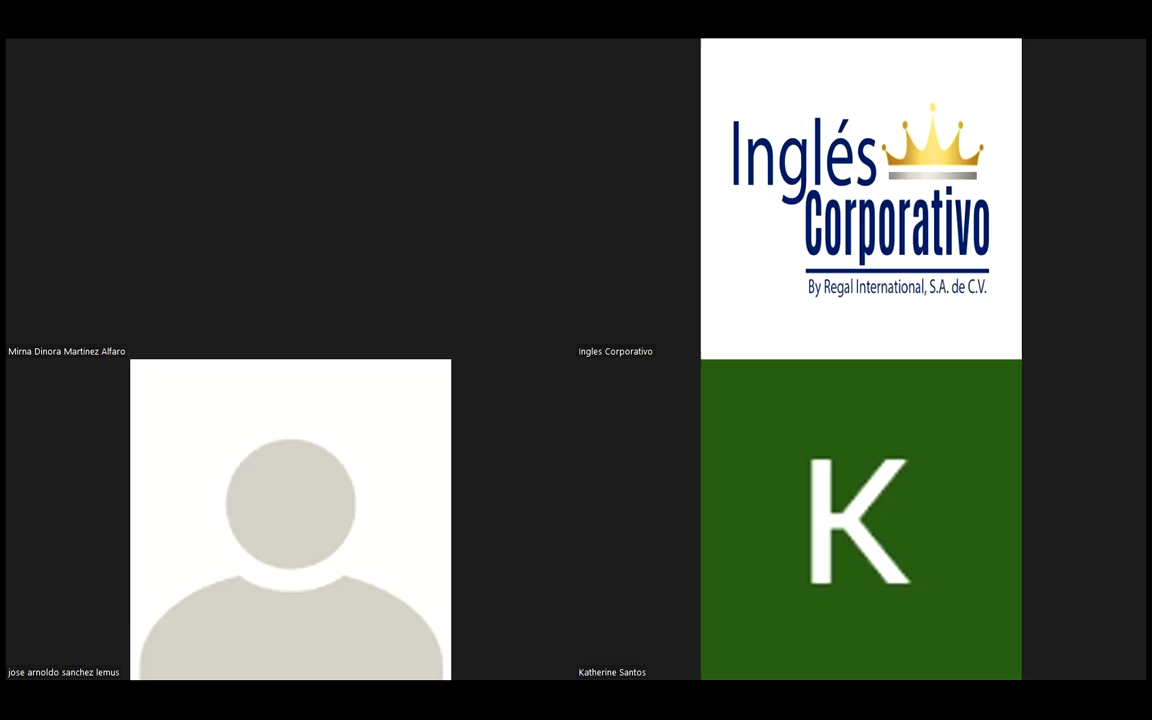 Inglés
Corporativo
By Regal International, S.A. de C.V.
Mirna Dinora Martinez Alfaro
Ingles Corporativo
K
jose arnoldo sanchez lemus
Katherine Santos